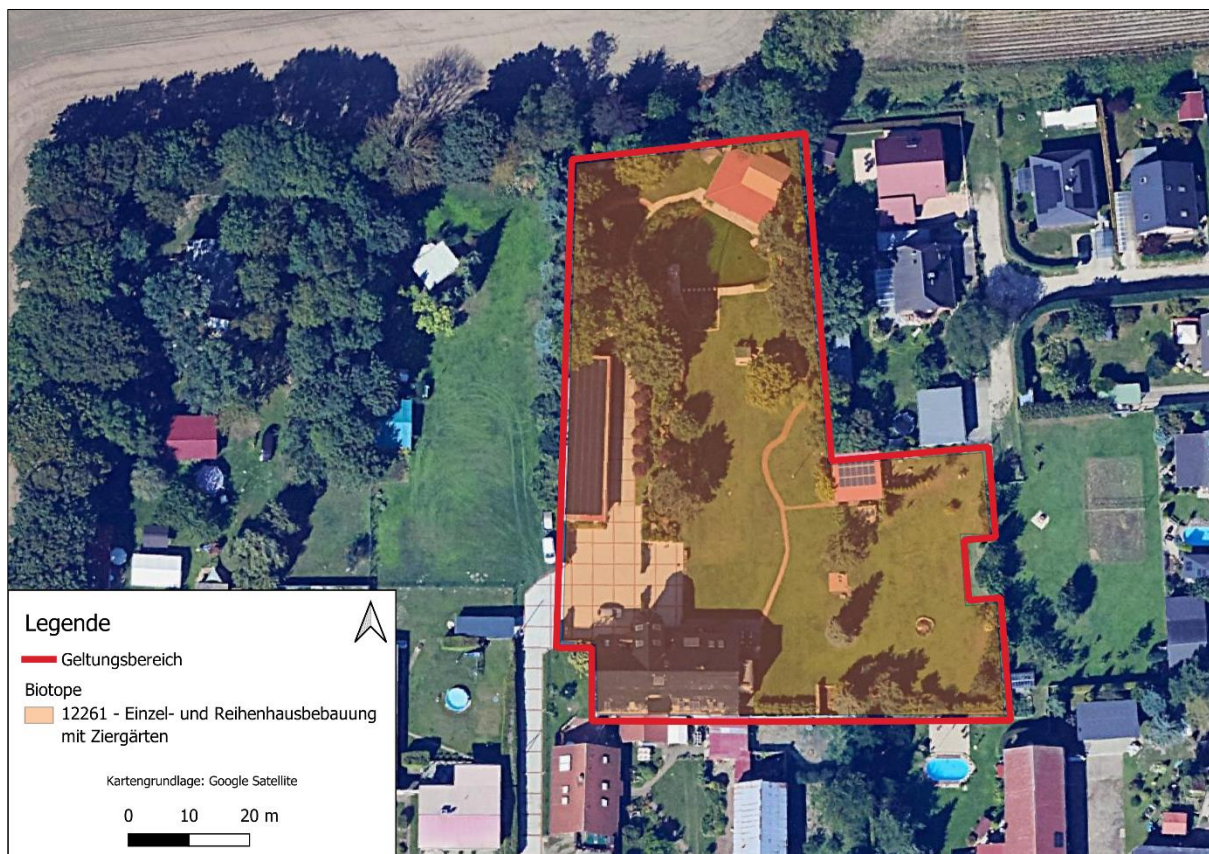 Legende
Geltungsbereich
Biotope
12261 - Einzel- und Reihenhausbebauung
mit Ziergärten
Kartengrundlage: Google Satellite
0 10 20 m